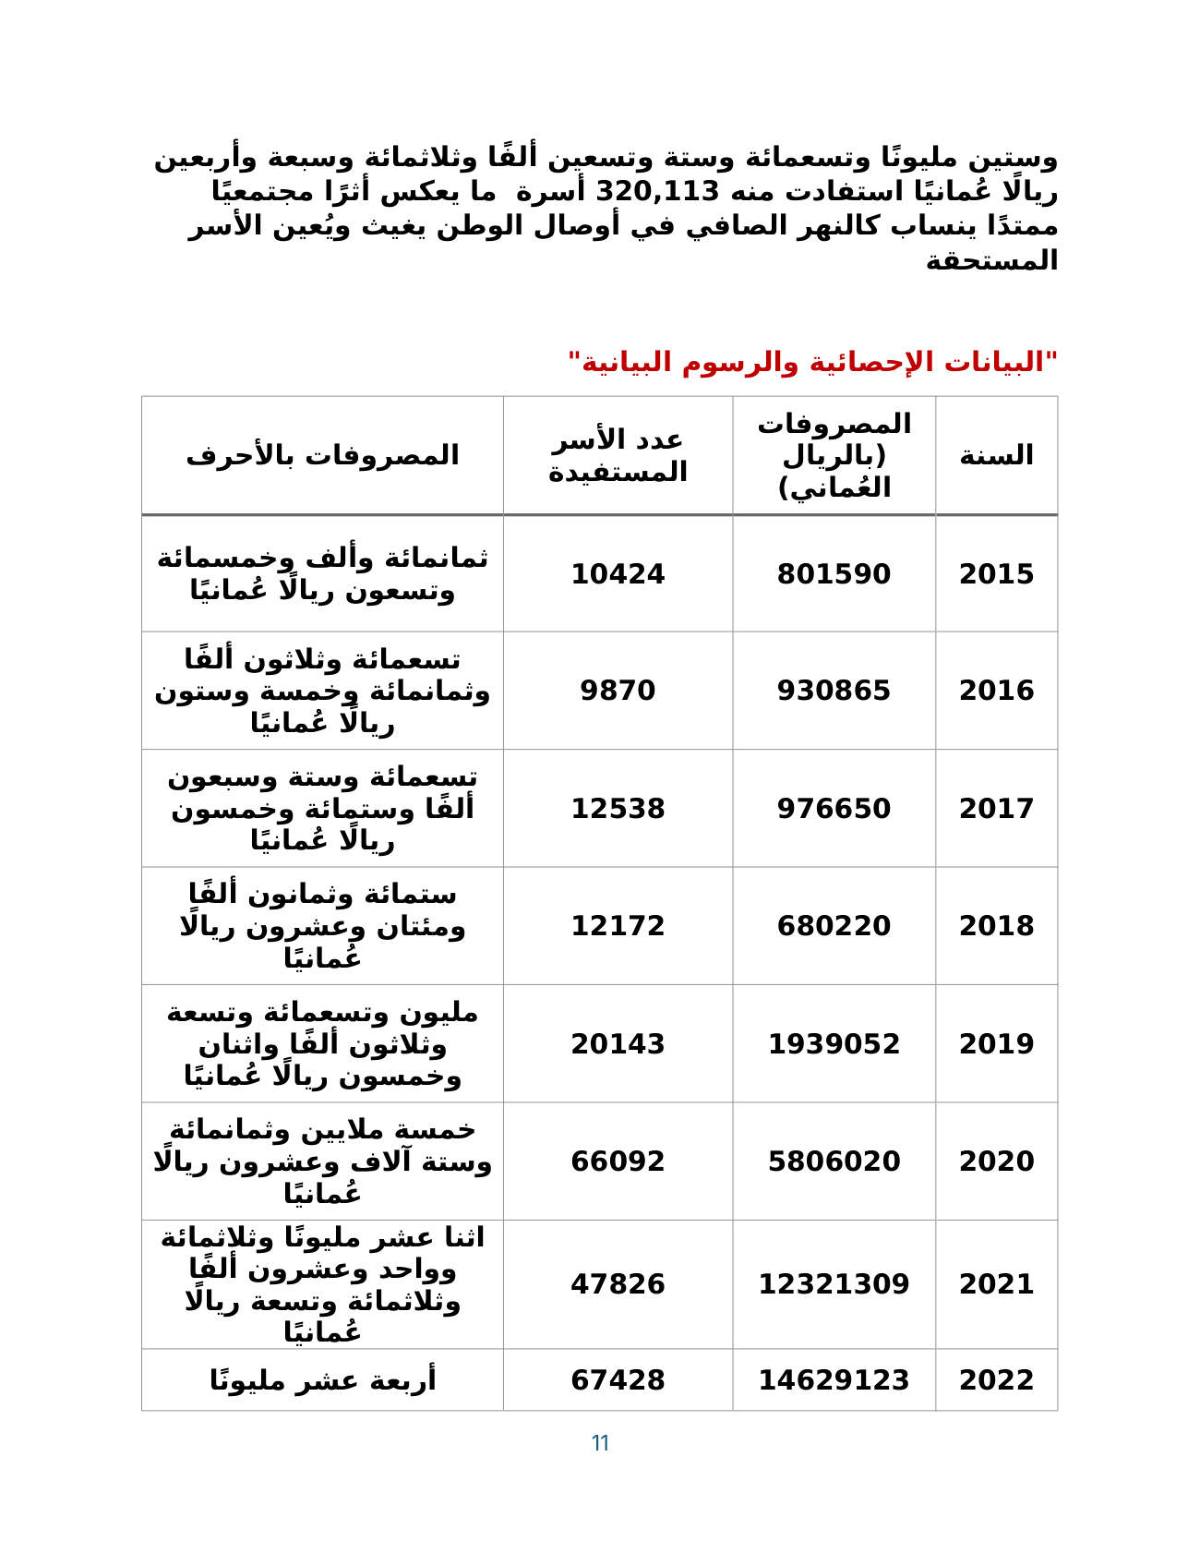 وستين مليونًا وتسعمائة وستة وتسعين ألفًا وثلاثمائة وسبعة وأربعين
ريالًا عُمانيًا استفادت منه 320,113 أسرة  ما يعكس أثرًا مجتمعيًا
ممتدًا ينساب كالنهر الصافي في أوصال الوطن يغيث ويُعين الأسر
المستحقة
"البيانات الإحصائية والرسوم البيانية"
السنة
المصروفات
(بالريال
العُماني)
عدد الأسر
المستفيدة
المصروفات بالأحرف
2015
801590
10424
ثمانمائة وألف وخمسمائة
وتسعون ريالًا عُمانيًا
2016
930865
9870
تسعمائة وثلاثون ألفًا
وثمانمائة وخمسة وستون
ريالًا عُمانيًا
2017
976650
12538
تسعمائة وستة وسبعون
ألفًا وستمائة وخمسون
ريالًا عُمانيًا
2018
680220
12172
ستمائة وثمانون ألفًا
ومئتان وعشرون ريالًا
عُمانيًا
2019
1939052
20143
مليون وتسعمائة وتسعة
وثلاثون ألفًا واثنان
وخمسون ريالًا عُمانيًا
2020
5806020
66092
خمسة ملايين وثمانمائة
وستة آلاف وعشرون ريالًا
عُمانيًا
2021
12321309
47826
اثنا عشر مليونًا وثلاثمائة
وواحد وعشرون ألفًا
وثلاثمائة وتسعة ريالًا
عُمانيًا
2022
14629123
67428
أربعة عشر مليونًا
11